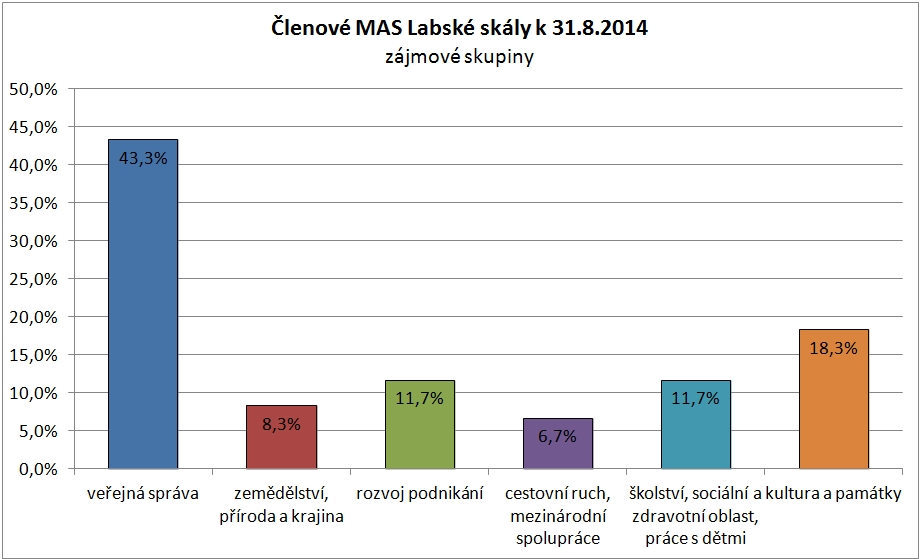 Členové MAS Labské skály k 31.8.2014
zájmové skupiny
50,0%
45,0%
40,0%
35,0%
30,0%
25,0%
20,0%
15,0%
10,0%
5,0%
0,0%
43,3%
8,3%
11,7%
6,7%
11,7%
18,3%
veřejná správa
zemědělství,
příroda a krajina
rozvoj podnikání
cestovní ruch,
mezinárodní
spolupráce
školství, sociální a
zdravotní oblast,
práce s dětmi
kultura a památky